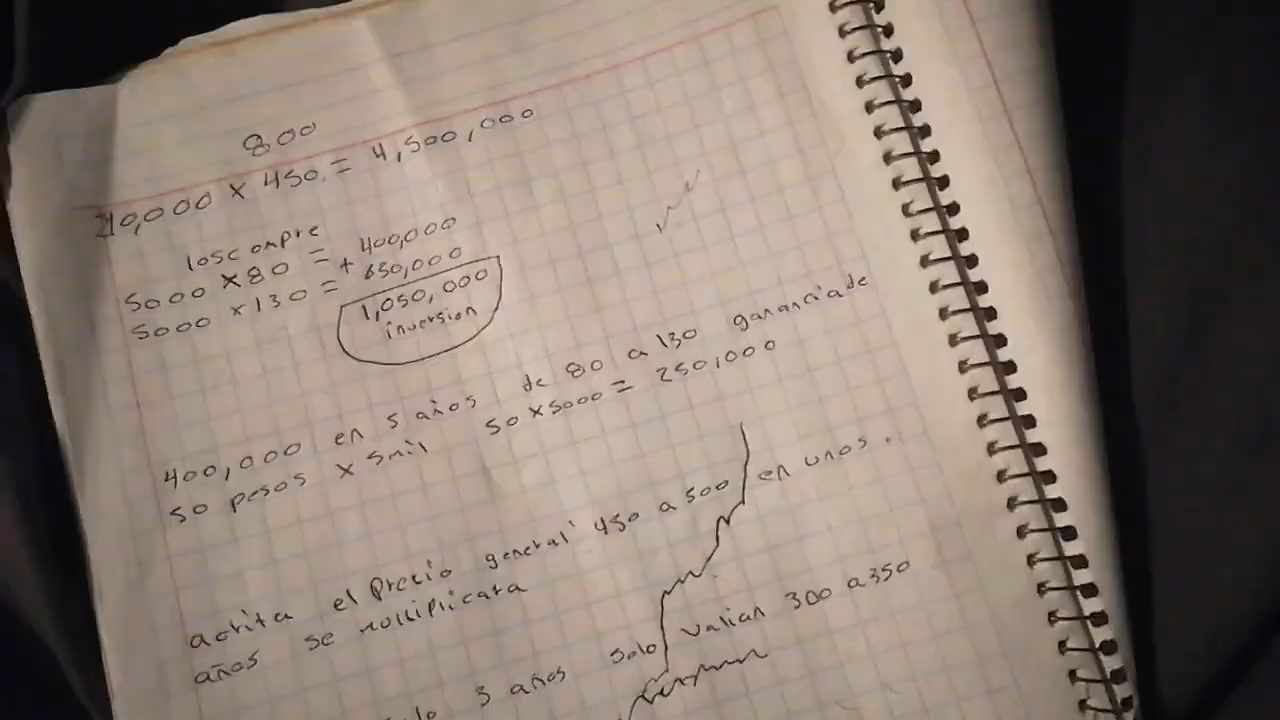 800
10,000 x 450. = 4,500,000
los compre
5000 x 80 = + 400,000
5000 x 130 = 650,000
1,050,000
inversion
400,000 en 5 años de 80 a 130 ganancia de
50 pesos x 5mil 50 x 5000 = 250,000
aorita el precio general 450 a 500 en unos.
años se multiplicara
3 años solo valian 300 a 350